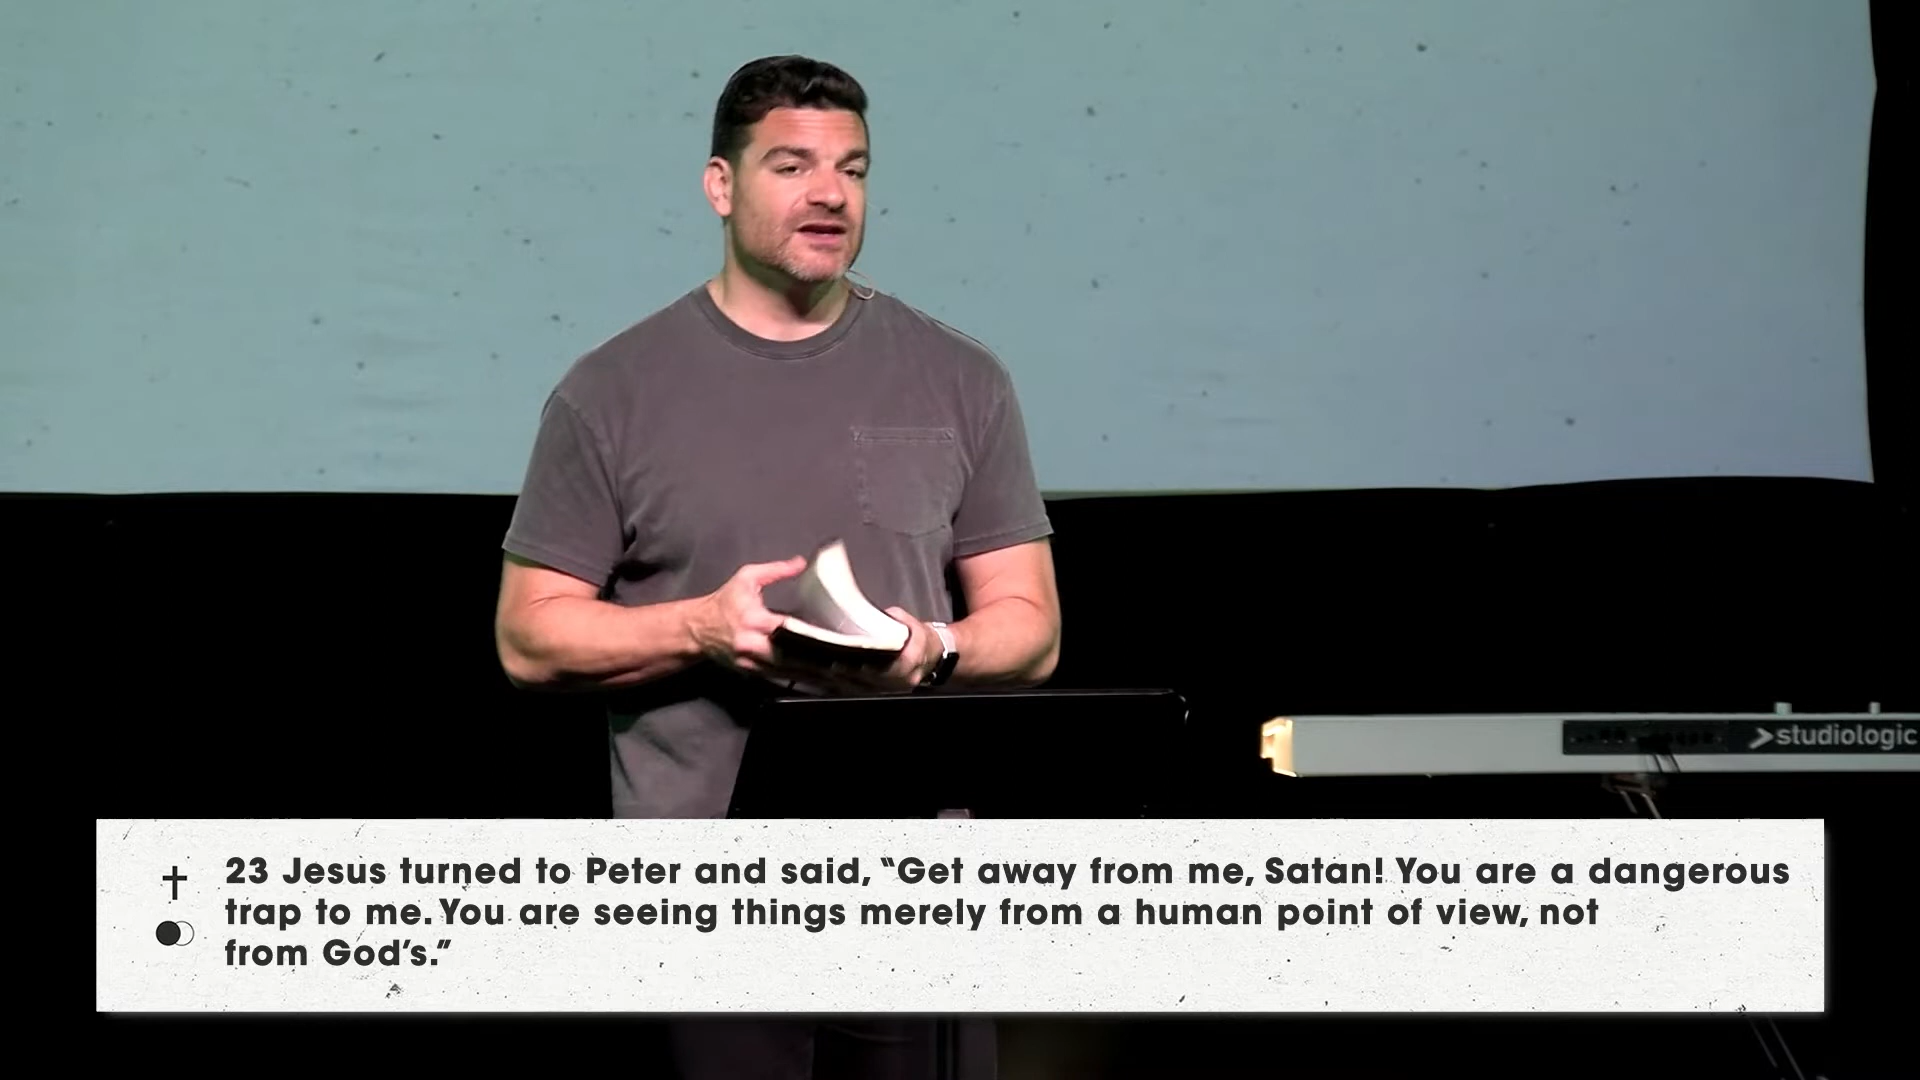 studiologic
23 Jesus turned to Peter and said, “Get away from me, Satan! You are a dangerous
trap to me. You are seeing things merely from a human point of view, not
from God’s.”